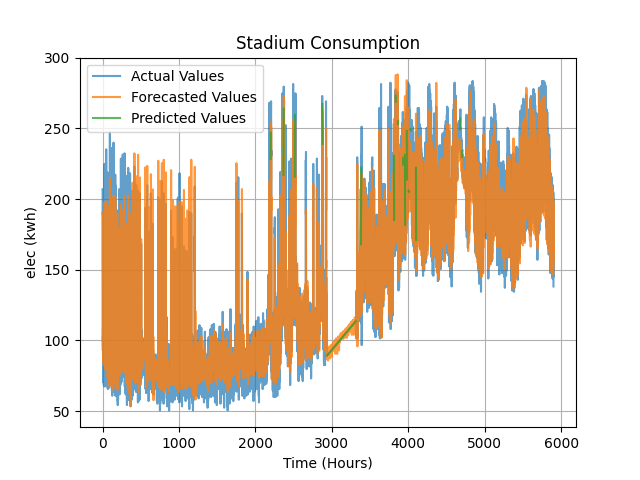 Stadium Consumption
Actual Values
Forecasted Values
Predicted Values
300
250
200
150
100
50
elec (kwh)
0 1000 2000 3000 4000 5000 6000
Time (Hours)